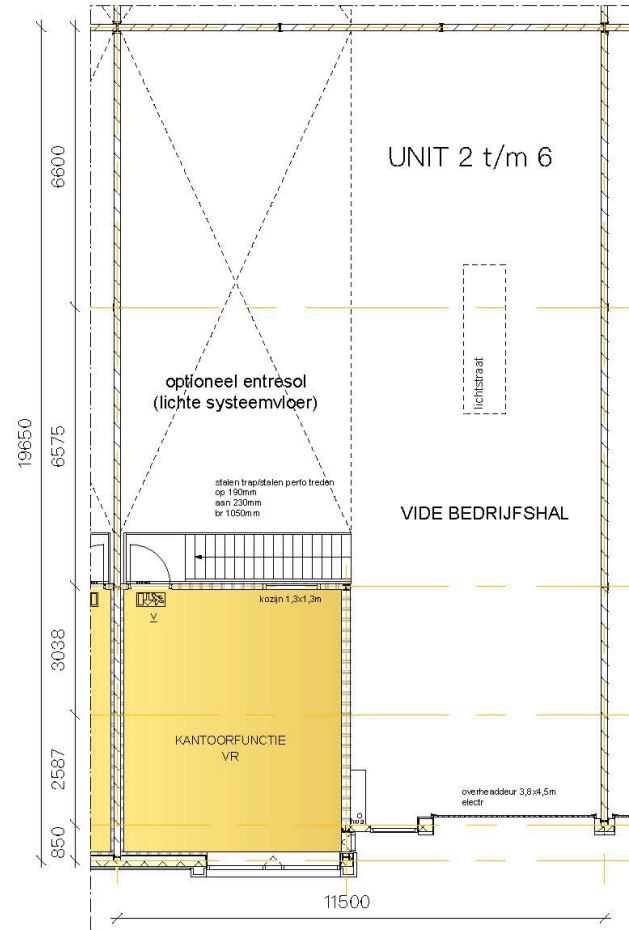 UNIT 2 t/m 6
6600
lichtstraat
optioneel entresol
(lichte systeemvloer)
19650
6575
stalen trap/stalen perfo treden
op 190mm
aan 230mm
br 1050mm
VIDE BEDRIJFSHAL
kozijn 1,3x1,3m
V
3038
KANTOORFUNCTIE
VR
2587
overheaddeur 3,8x4,5m
electr
850
11500